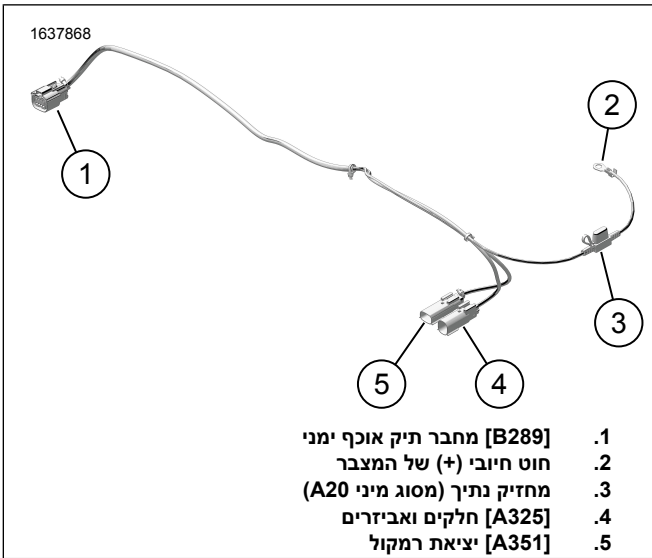 1637868
1
2
3
4
5
1. [B289] מחבר תיק אוכף ימני
2. חוט חיובי (+) של המצבר
3. מחזיק נתיך (מסוג מיני A20)
4. [A325] חלקים ואביזרים
5. [A351] יציאת רמקול